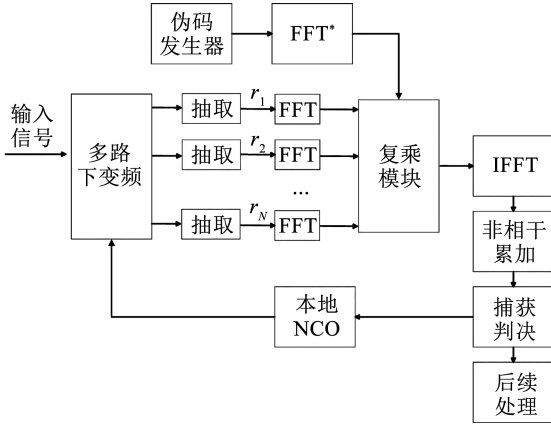 伪码
发生器
FFT*
输入
信号
多路
下变频
抽取
r1
FFT
抽取
r2
FFT
...
抽取
rN
FFT
复乘
模块
IFFT
非相干
累加
本地
NCO
捕获
判决
后续
处理